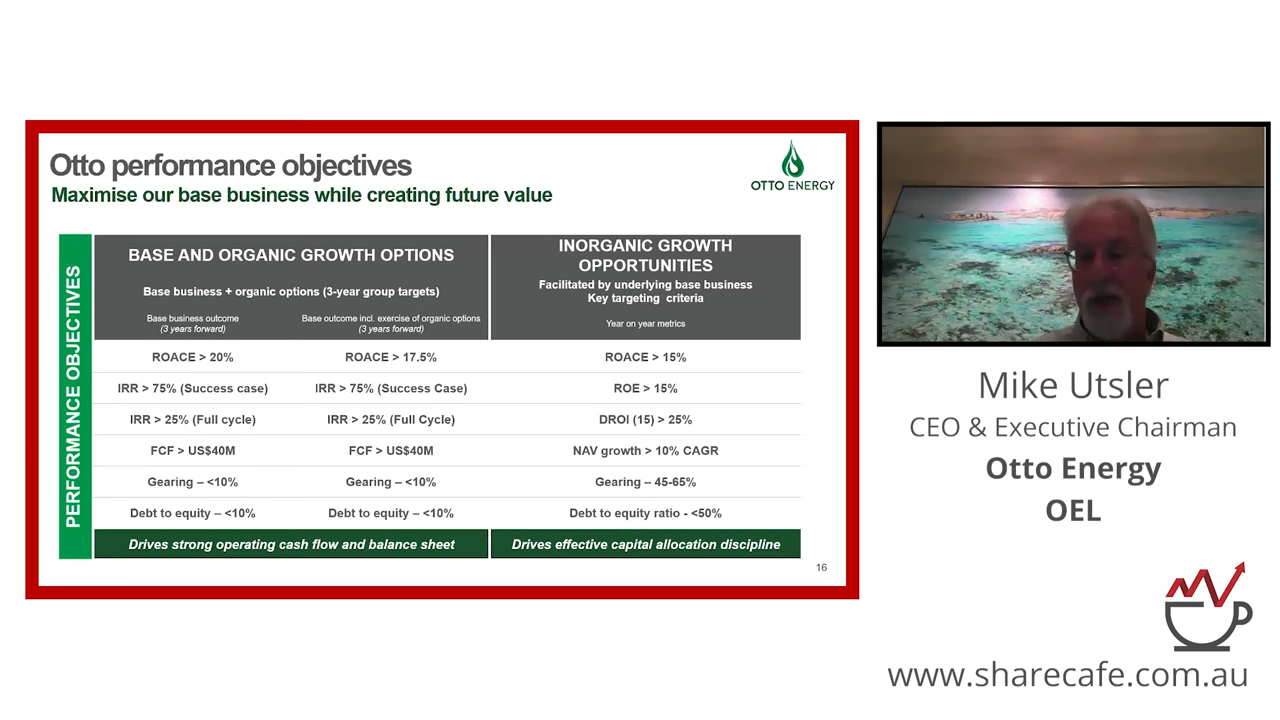 Otto performance objectives
Maximise our base business while creating future value
OTTO ENERGY
PERFORMANCE OBJECTIVES
BASE AND ORGANIC GROWTH OPTIONS
Base business + organic options (3-year group targets)
Base business outcome
(3 years forward)
Base outcome incl. exercise of organic options
(3 years forward)
INORGANIC GROWTH
OPPORTUNITIES
Facilitated by underlying base business
Key targeting criteria
Year on year metrics
ROACE > 20% ROACE > 17.5% ROACE > 15%
IRR > 75% (Success case) IRR > 75% (Success Case) ROE > 15%
IRR > 25% (Full cycle) IRR > 25% (Full Cycle) DROI (15) > 25%
FCF > US$40M FCF > US$40M NAV growth > 10% CAGR
Gearing – <10% Gearing – <10% Gearing – 45-65%
Debt to equity – <10% Debt to equity – <10% Debt to equity ratio - <50%
Drives strong operating cash flow and balance sheet Drives effective capital allocation discipline
16
Mike Utsler
CEO & Executive Chairman
Otto Energy
OEL
www.sharecafe.com.au